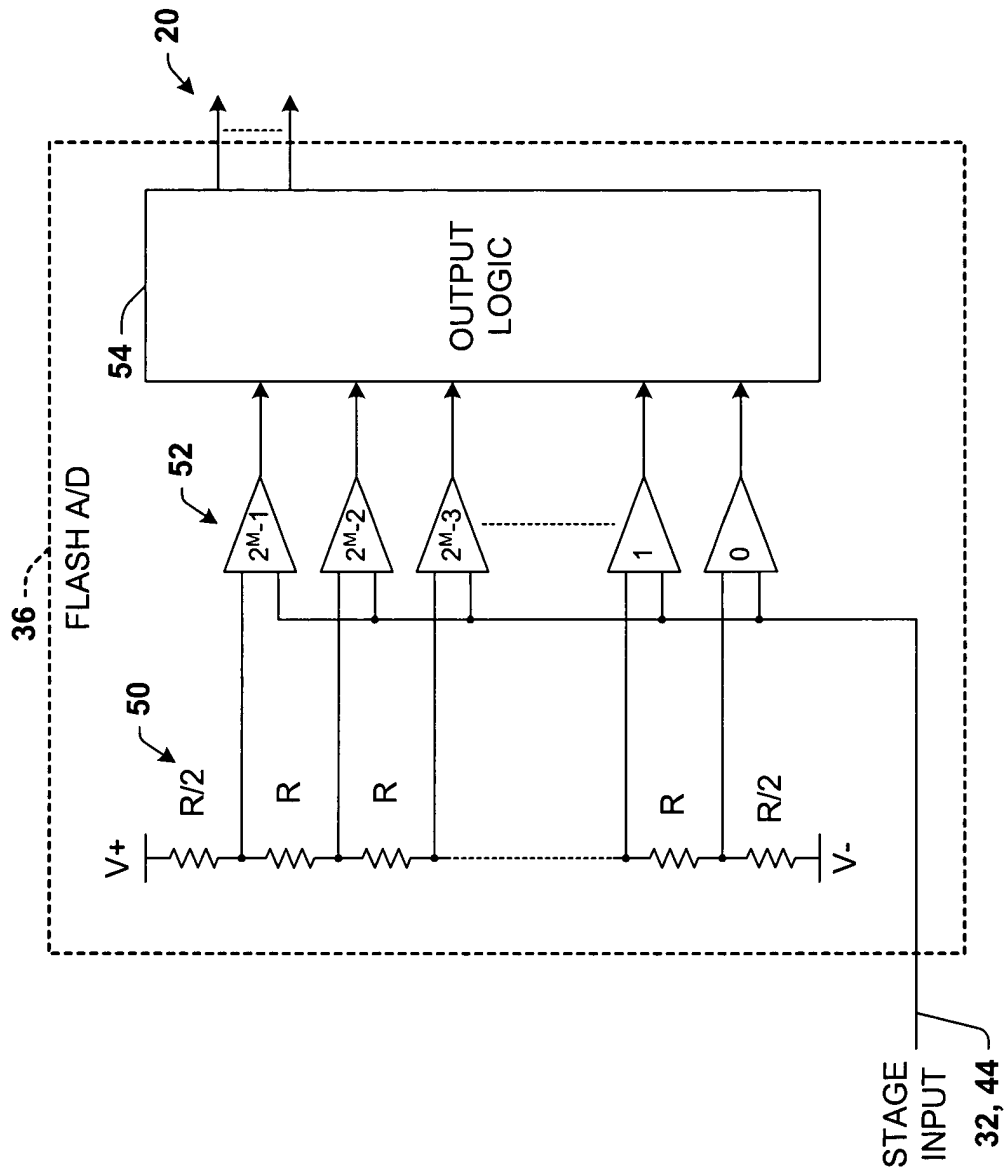 36
FLASH A/D
20
V+
R/2
50
R
R
R
R/2
V-
52
2ᴹ-1
2ᴹ-2
2ᴹ-3
1
0
54
OUTPUT
LOGIC
STAGE
INPUT
32, 44